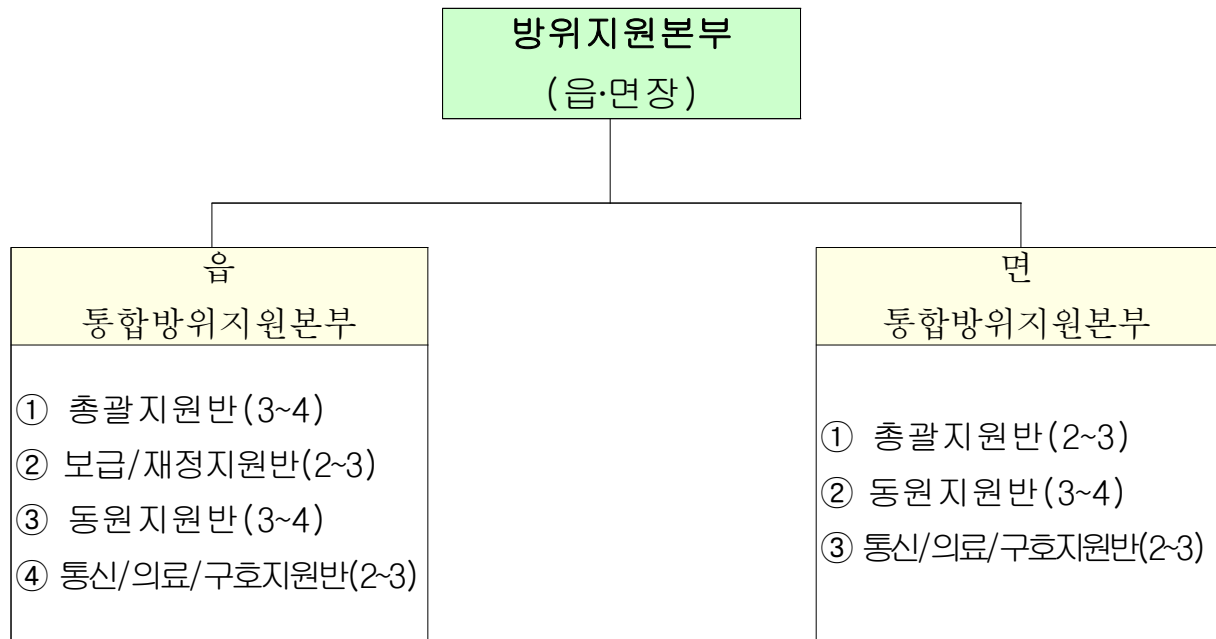 방위지원본부
(읍·면장)
읍
통합방위지원본부
① 총괄지원반(3~4)
② 보급/재정지원반(2~3)
③ 동원지원반(3~4)
④ 통신/의료/구호지원반(2~3)
면
통합방위지원본부
① 총괄지원반(2~3)
② 동원지원반(3~4)
③ 통신/의료/구호지원반(2~3)